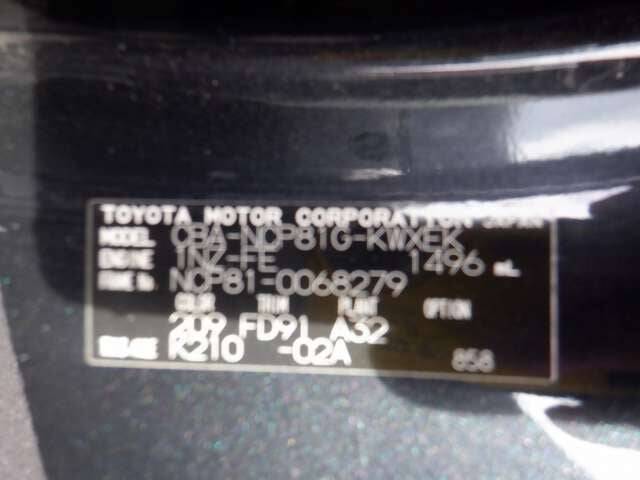 TOYOTA MOTOR CORPORATION JAPAN
MODEL CBA-NCP81G-KWXEK
ENGINE 1NZ-FE 1496 mL
FRAME No. NCP81-0068279
COLOR TRIM PLANT OPTION
209 FD91 A32
K210 -02A 858